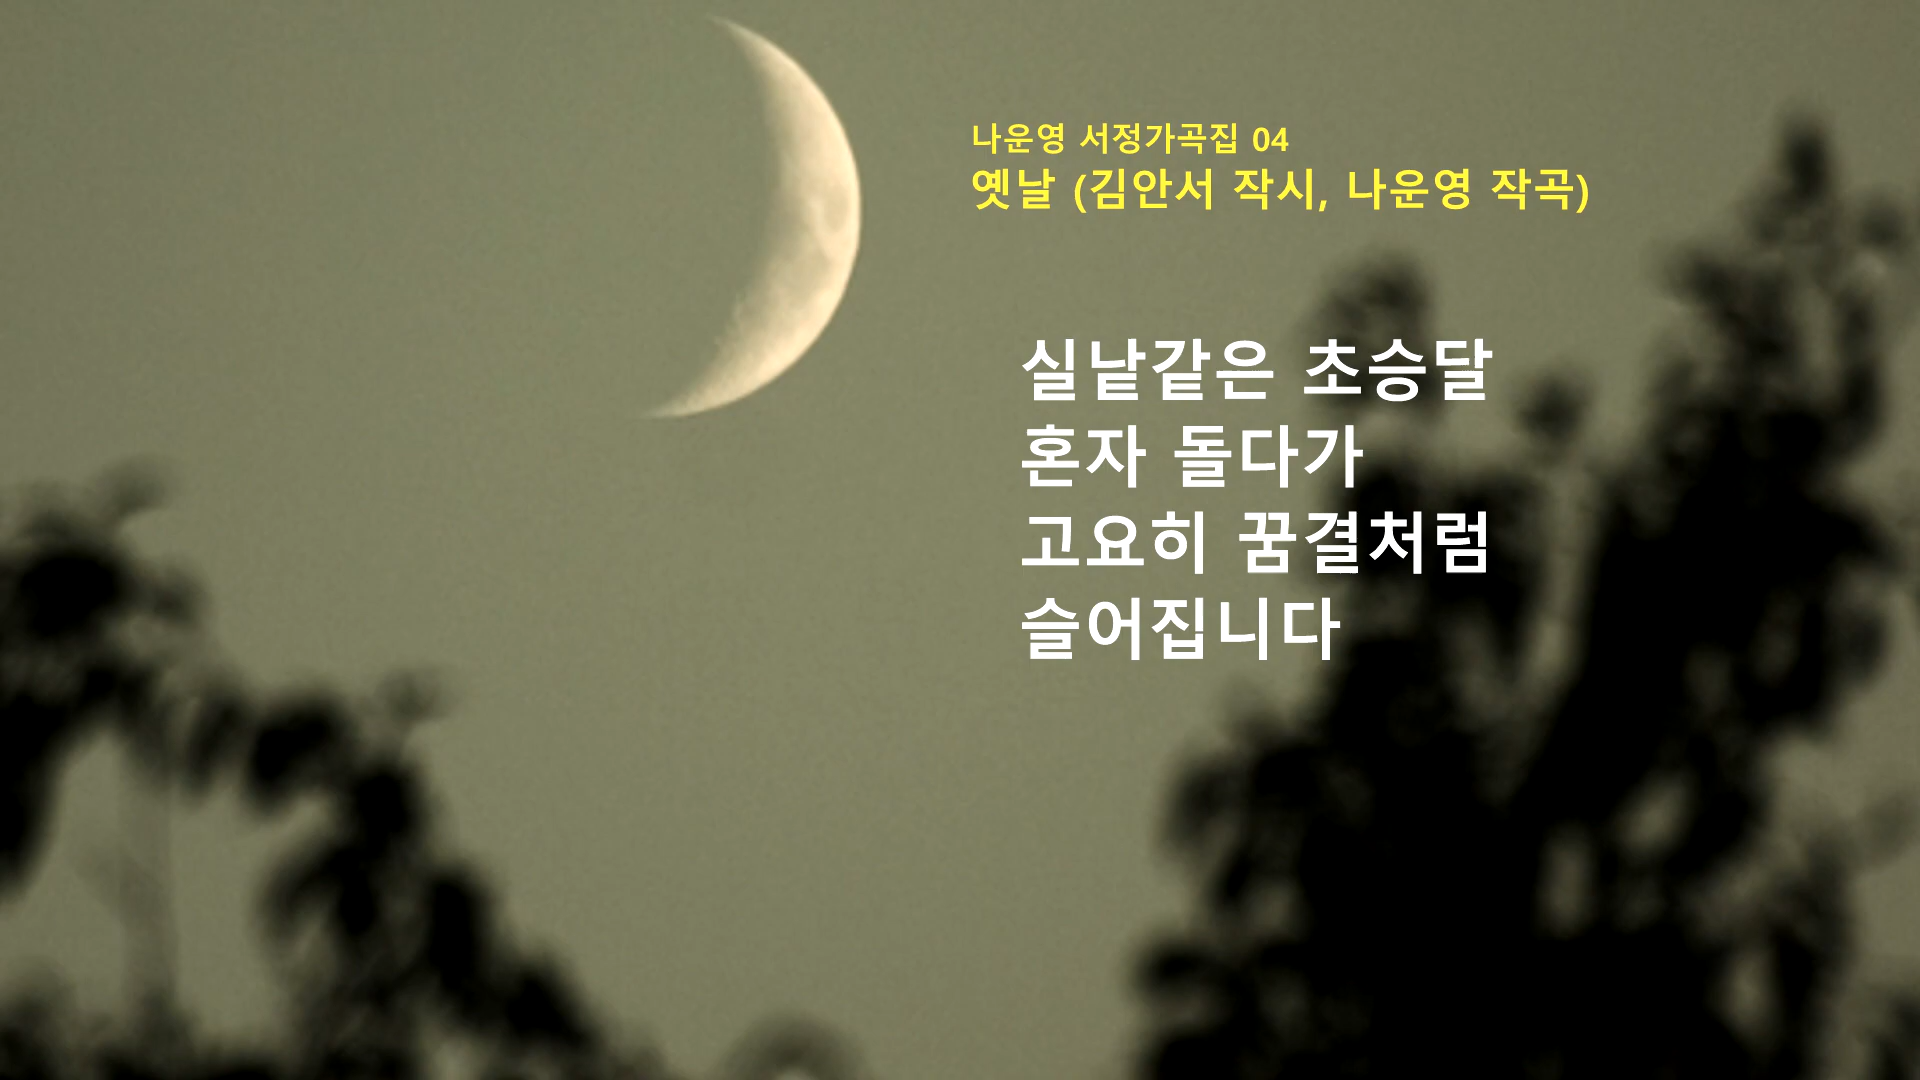 나운영 서정가곡집 04
옛날 (김안서 작시, 나운영 작곡)
실낱같은 초승달
혼자 돌다가
고요히 꿈결처럼
슬어집니다